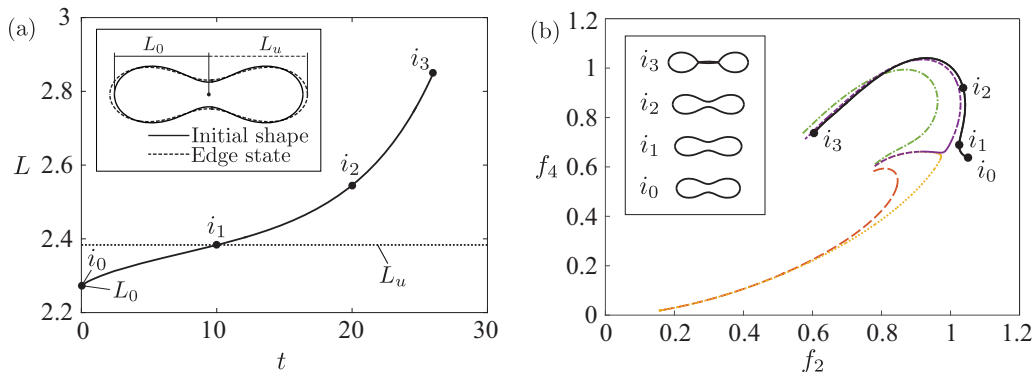 (a)
3
2.8
2.6
2.4
2.2
L
0
10
20
30
t
L₀
Lᵤ
Initial shape
Edge state
i₃
i₂
i₁
i₀
L₀
Lᵤ
(b)
1.2
1
0.8
0.6
0.4
0.2
0
f₄
0.2
0.4
0.6
0.8
1
1.2
f₂
i₃
i₂
i₁
i₀
i₂
i₁
i₃
i₀